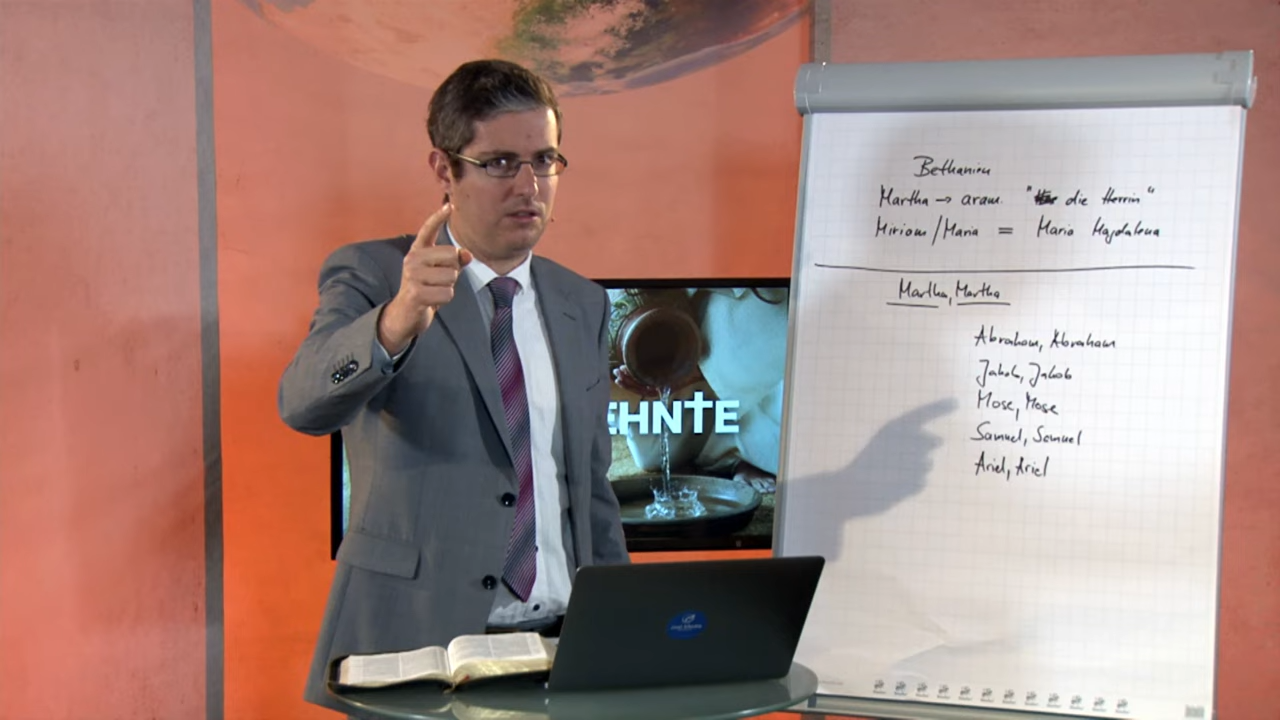 Bethanien
Martha → aram. "die Herrin"
Miriam/Maria = Maria Magdalena
Martha, Martha
Abraham, Abraham
Jakob, Jakob
Mose, Mose
Samuel, Samuel
Ariel, Ariel
EHNTE